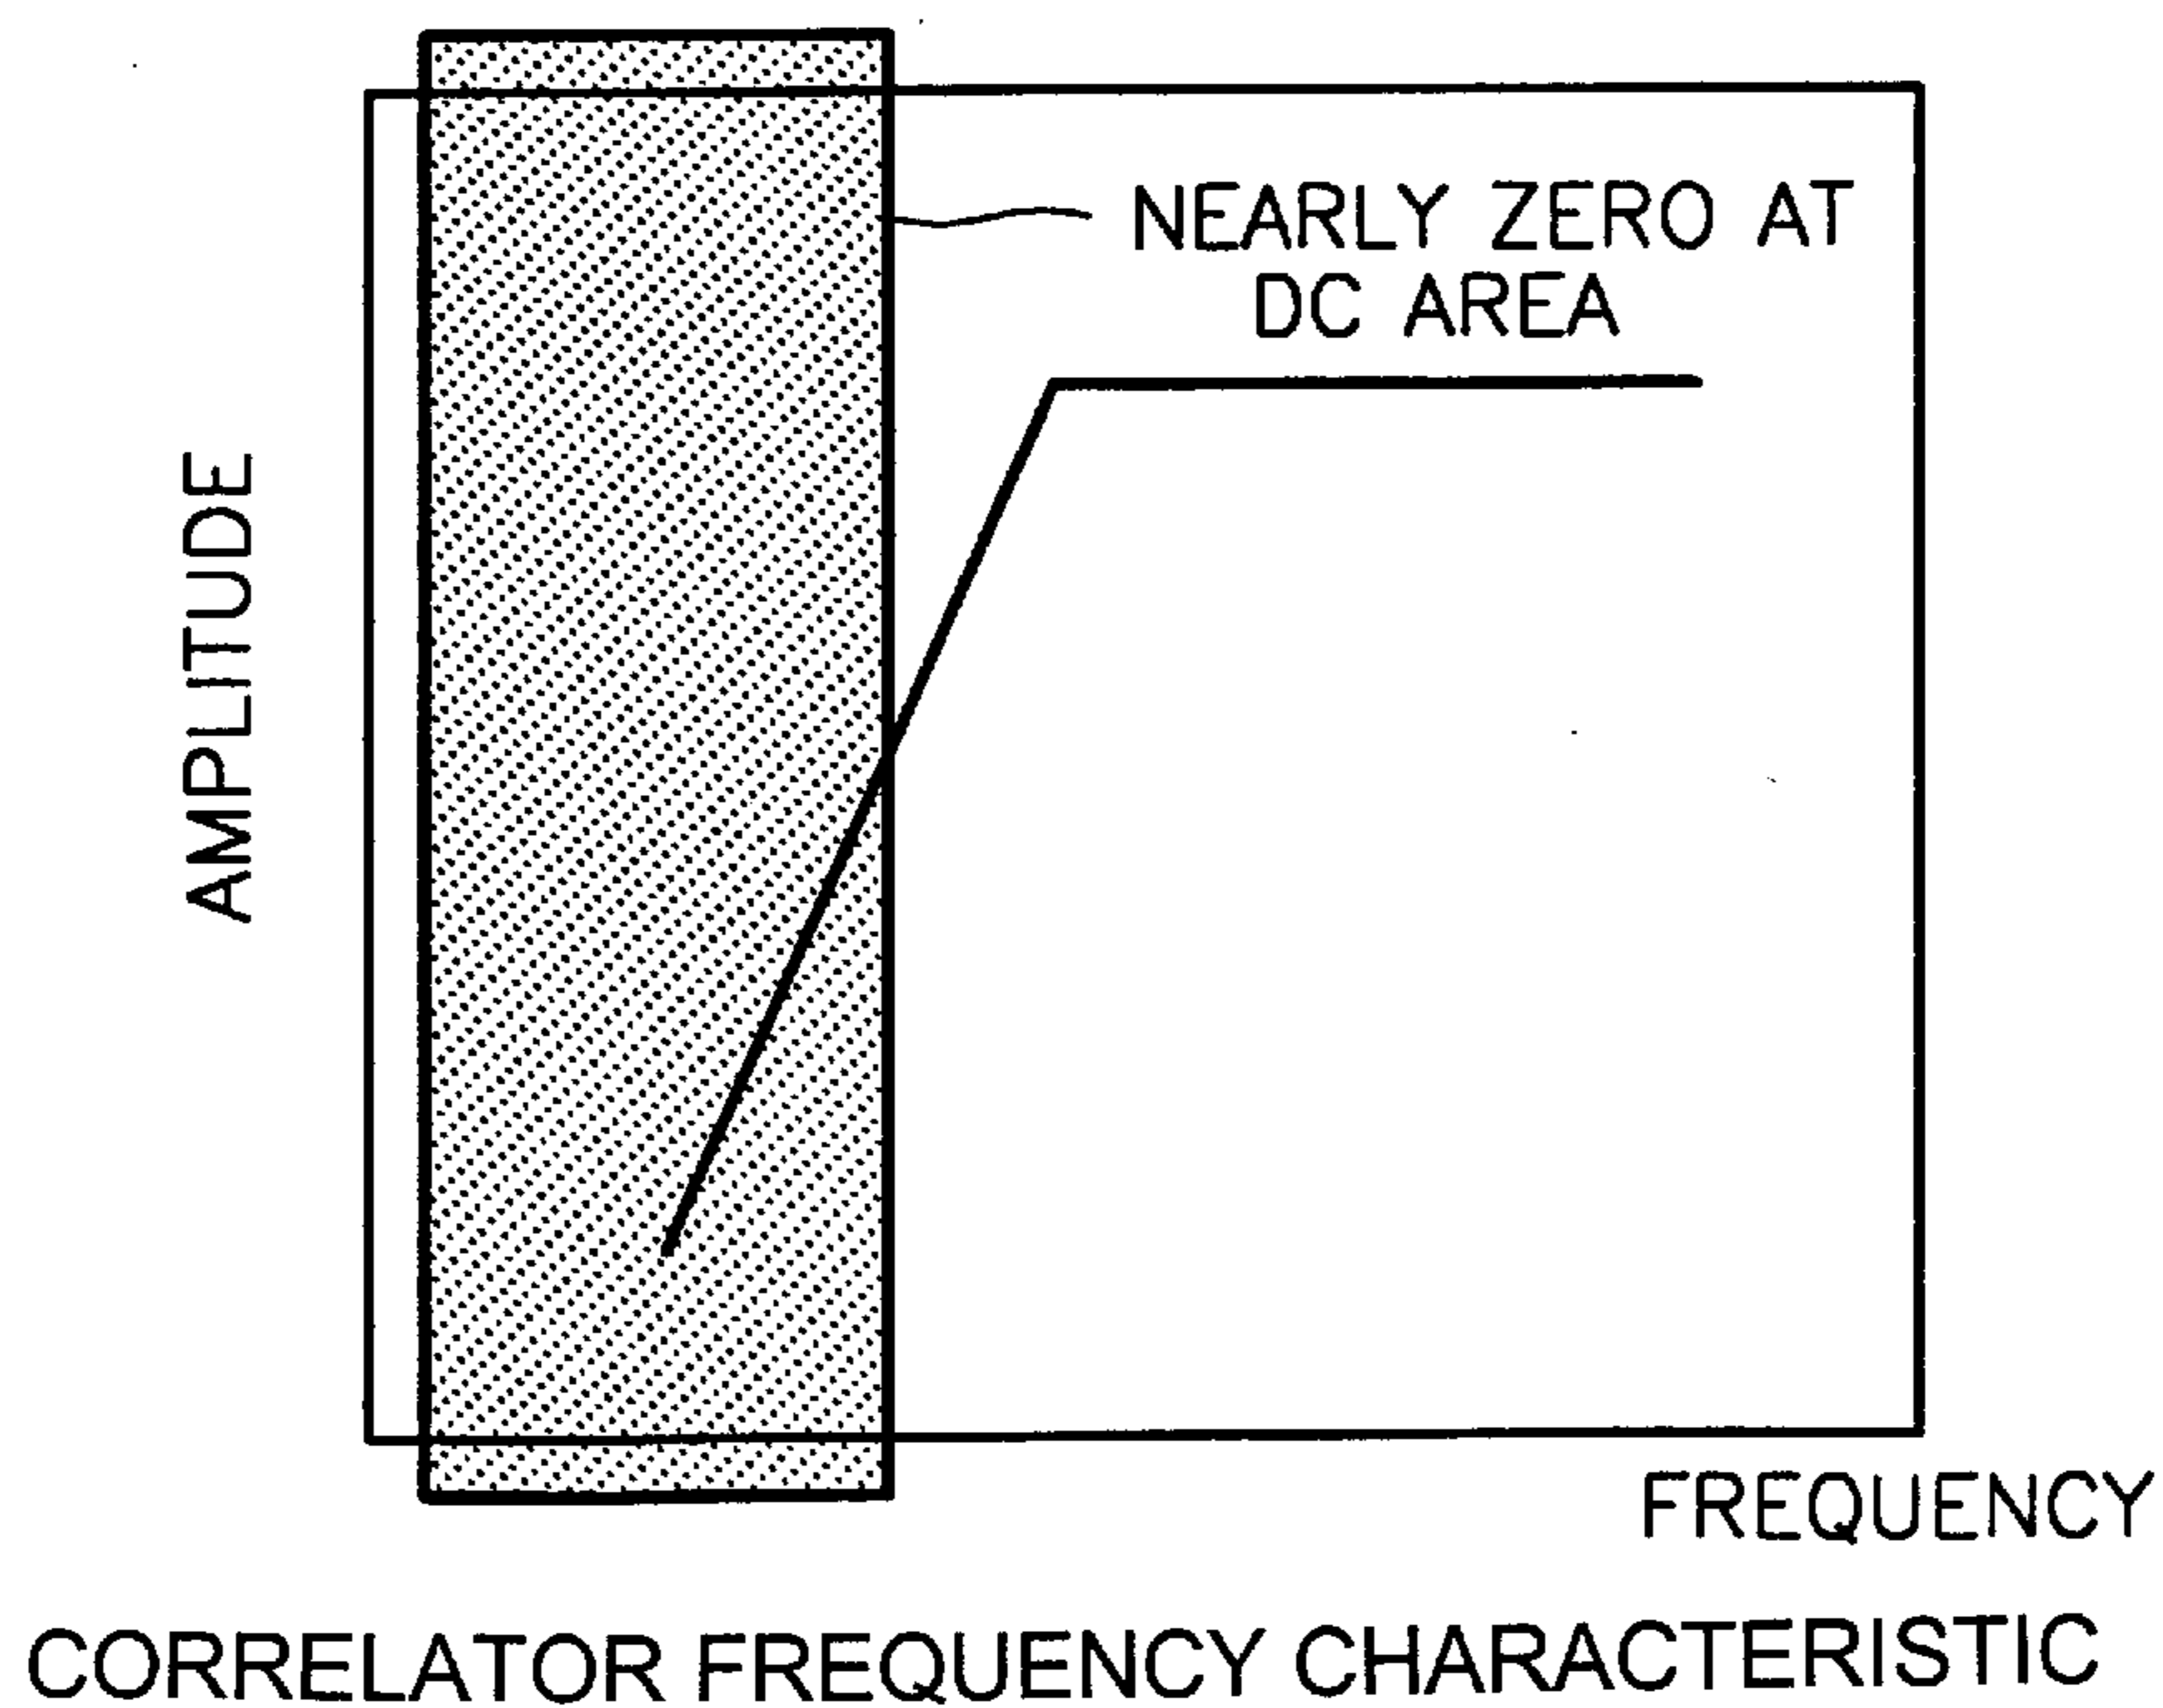 NEARLY ZERO AT
DC AREA
AMPLITUDE
FREQUENCY
CORRELATOR FREQUENCY CHARACTERISTIC